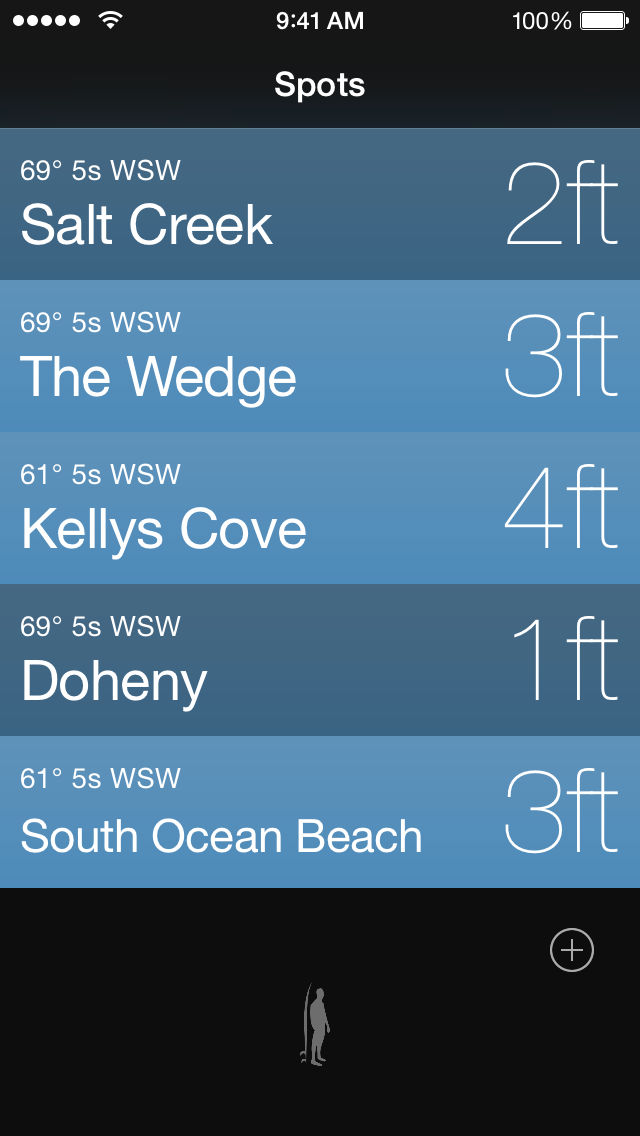 9:41 AM 100%
Spots
69° 5s WSW
Salt Creek
2ft
69° 5s WSW
The Wedge
3ft
61° 5s WSW
Kellys Cove
4ft
69° 5s WSW
Doheny
1ft
61° 5s WSW
South Ocean Beach
3ft